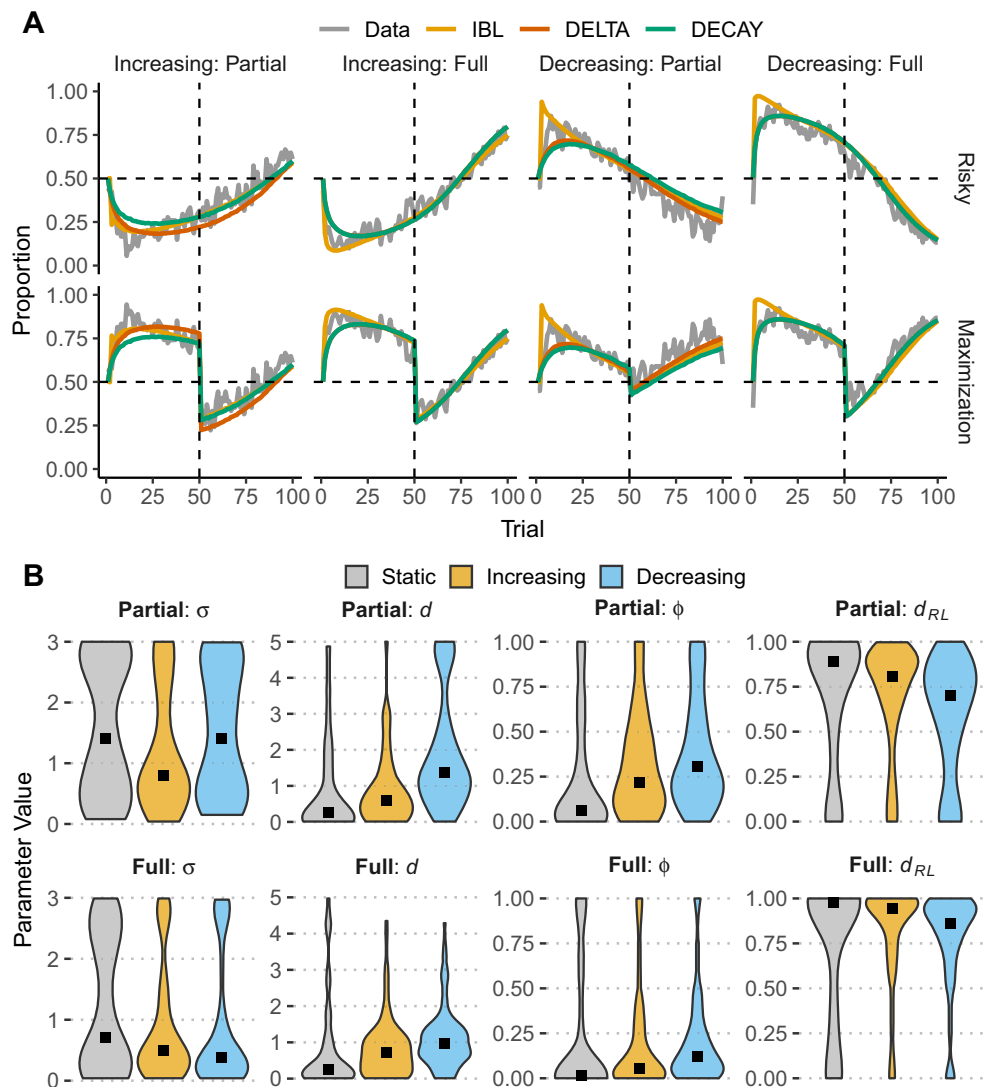 A
Data IBL DELTA DECAY
Increasing: Partial Increasing: Full Decreasing: Partial Decreasing: Full
1.00
0.75
0.50
0.25
0.00
Risky
1.00
0.75
0.50
0.25
0.00
Maximization
Proportion
0 25 50 75 100 0 25 50 75 100 0 25 50 75 100 0 25 50 75 100
Trial
B
Static Increasing Decreasing
Partial: σ Partial: d Partial: ϕ Partial: d_RL
3 5 1.00 1.00
4
2 0.75 0.75
3
0.50 0.50
2
1 0.25 0.25
1
0 0 0.00 0.00
Full: σ Full: d Full: ϕ Full: d_RL
3 5 1.00 1.00
4
2 0.75 0.75
3
0.50 0.50
2
1 0.25 0.25
1
0 0 0.00 0.00
Parameter Value